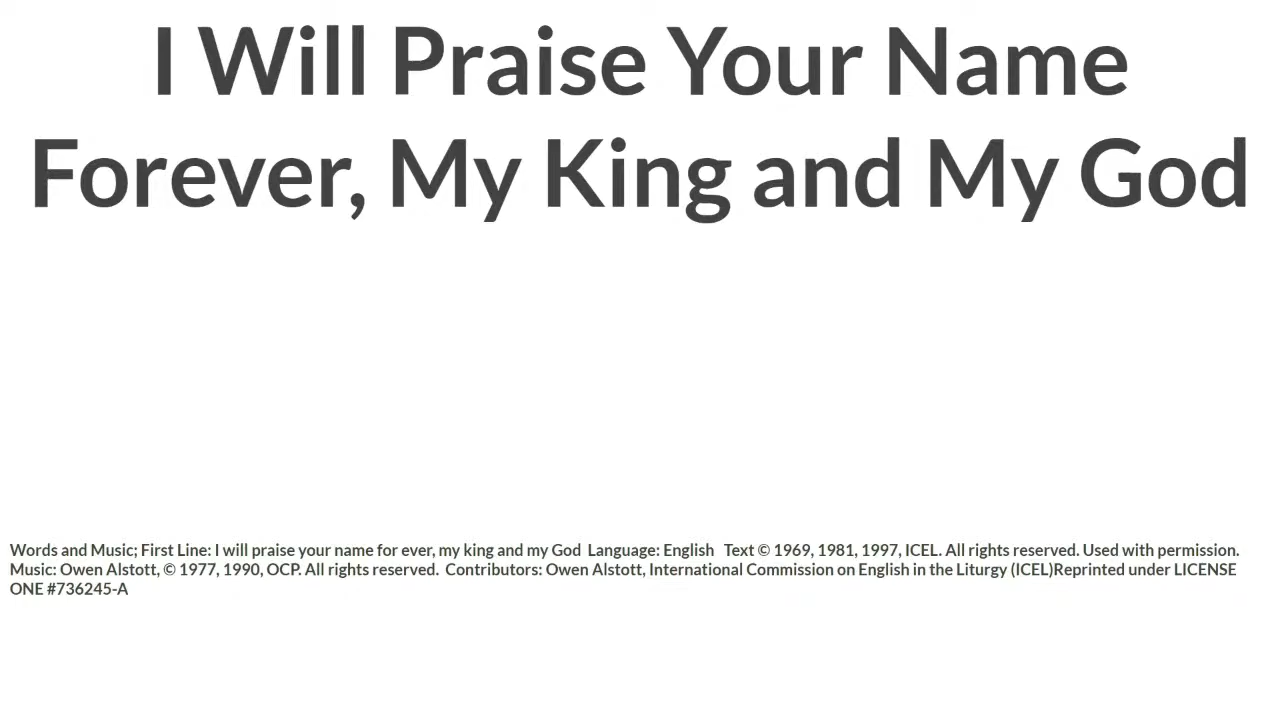 I Will Praise Your Name
Forever, My King and My God
Words and Music; First Line: I will praise your name for ever, my king and my God  Language: English   Text © 1969, 1981, 1997, ICEL. All rights reserved. Used with permission.
Music: Owen Alstott, © 1977, 1990, OCP. All rights reserved.  Contributors: Owen Alstott, International Commission on English in the Liturgy (ICEL)Reprinted under LICENSE
ONE #736245-A